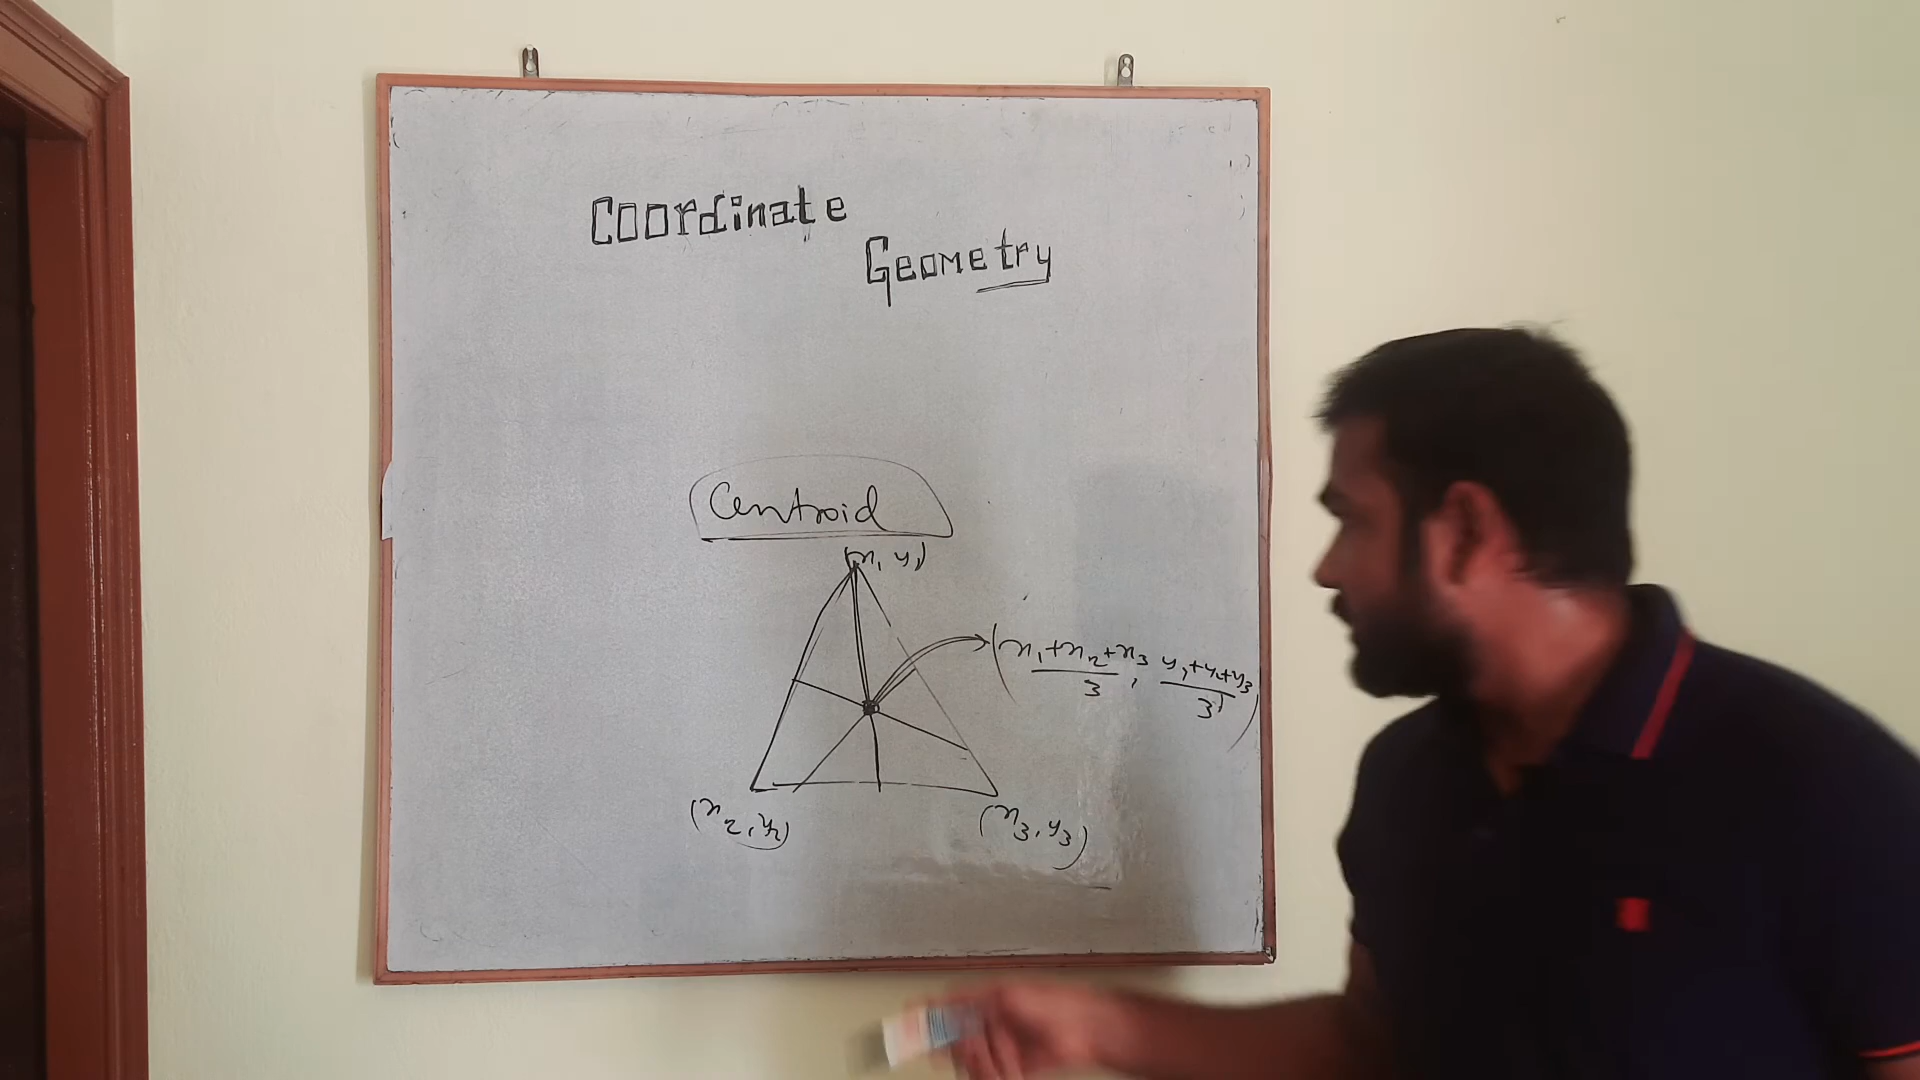 Coordinate
Geometry
Centroid
(x₁ y₁)
(x₁+x₂+x₃/3, y₁+y₂+y₃/3)
(x₂,y₂)
(x₃,y₃)